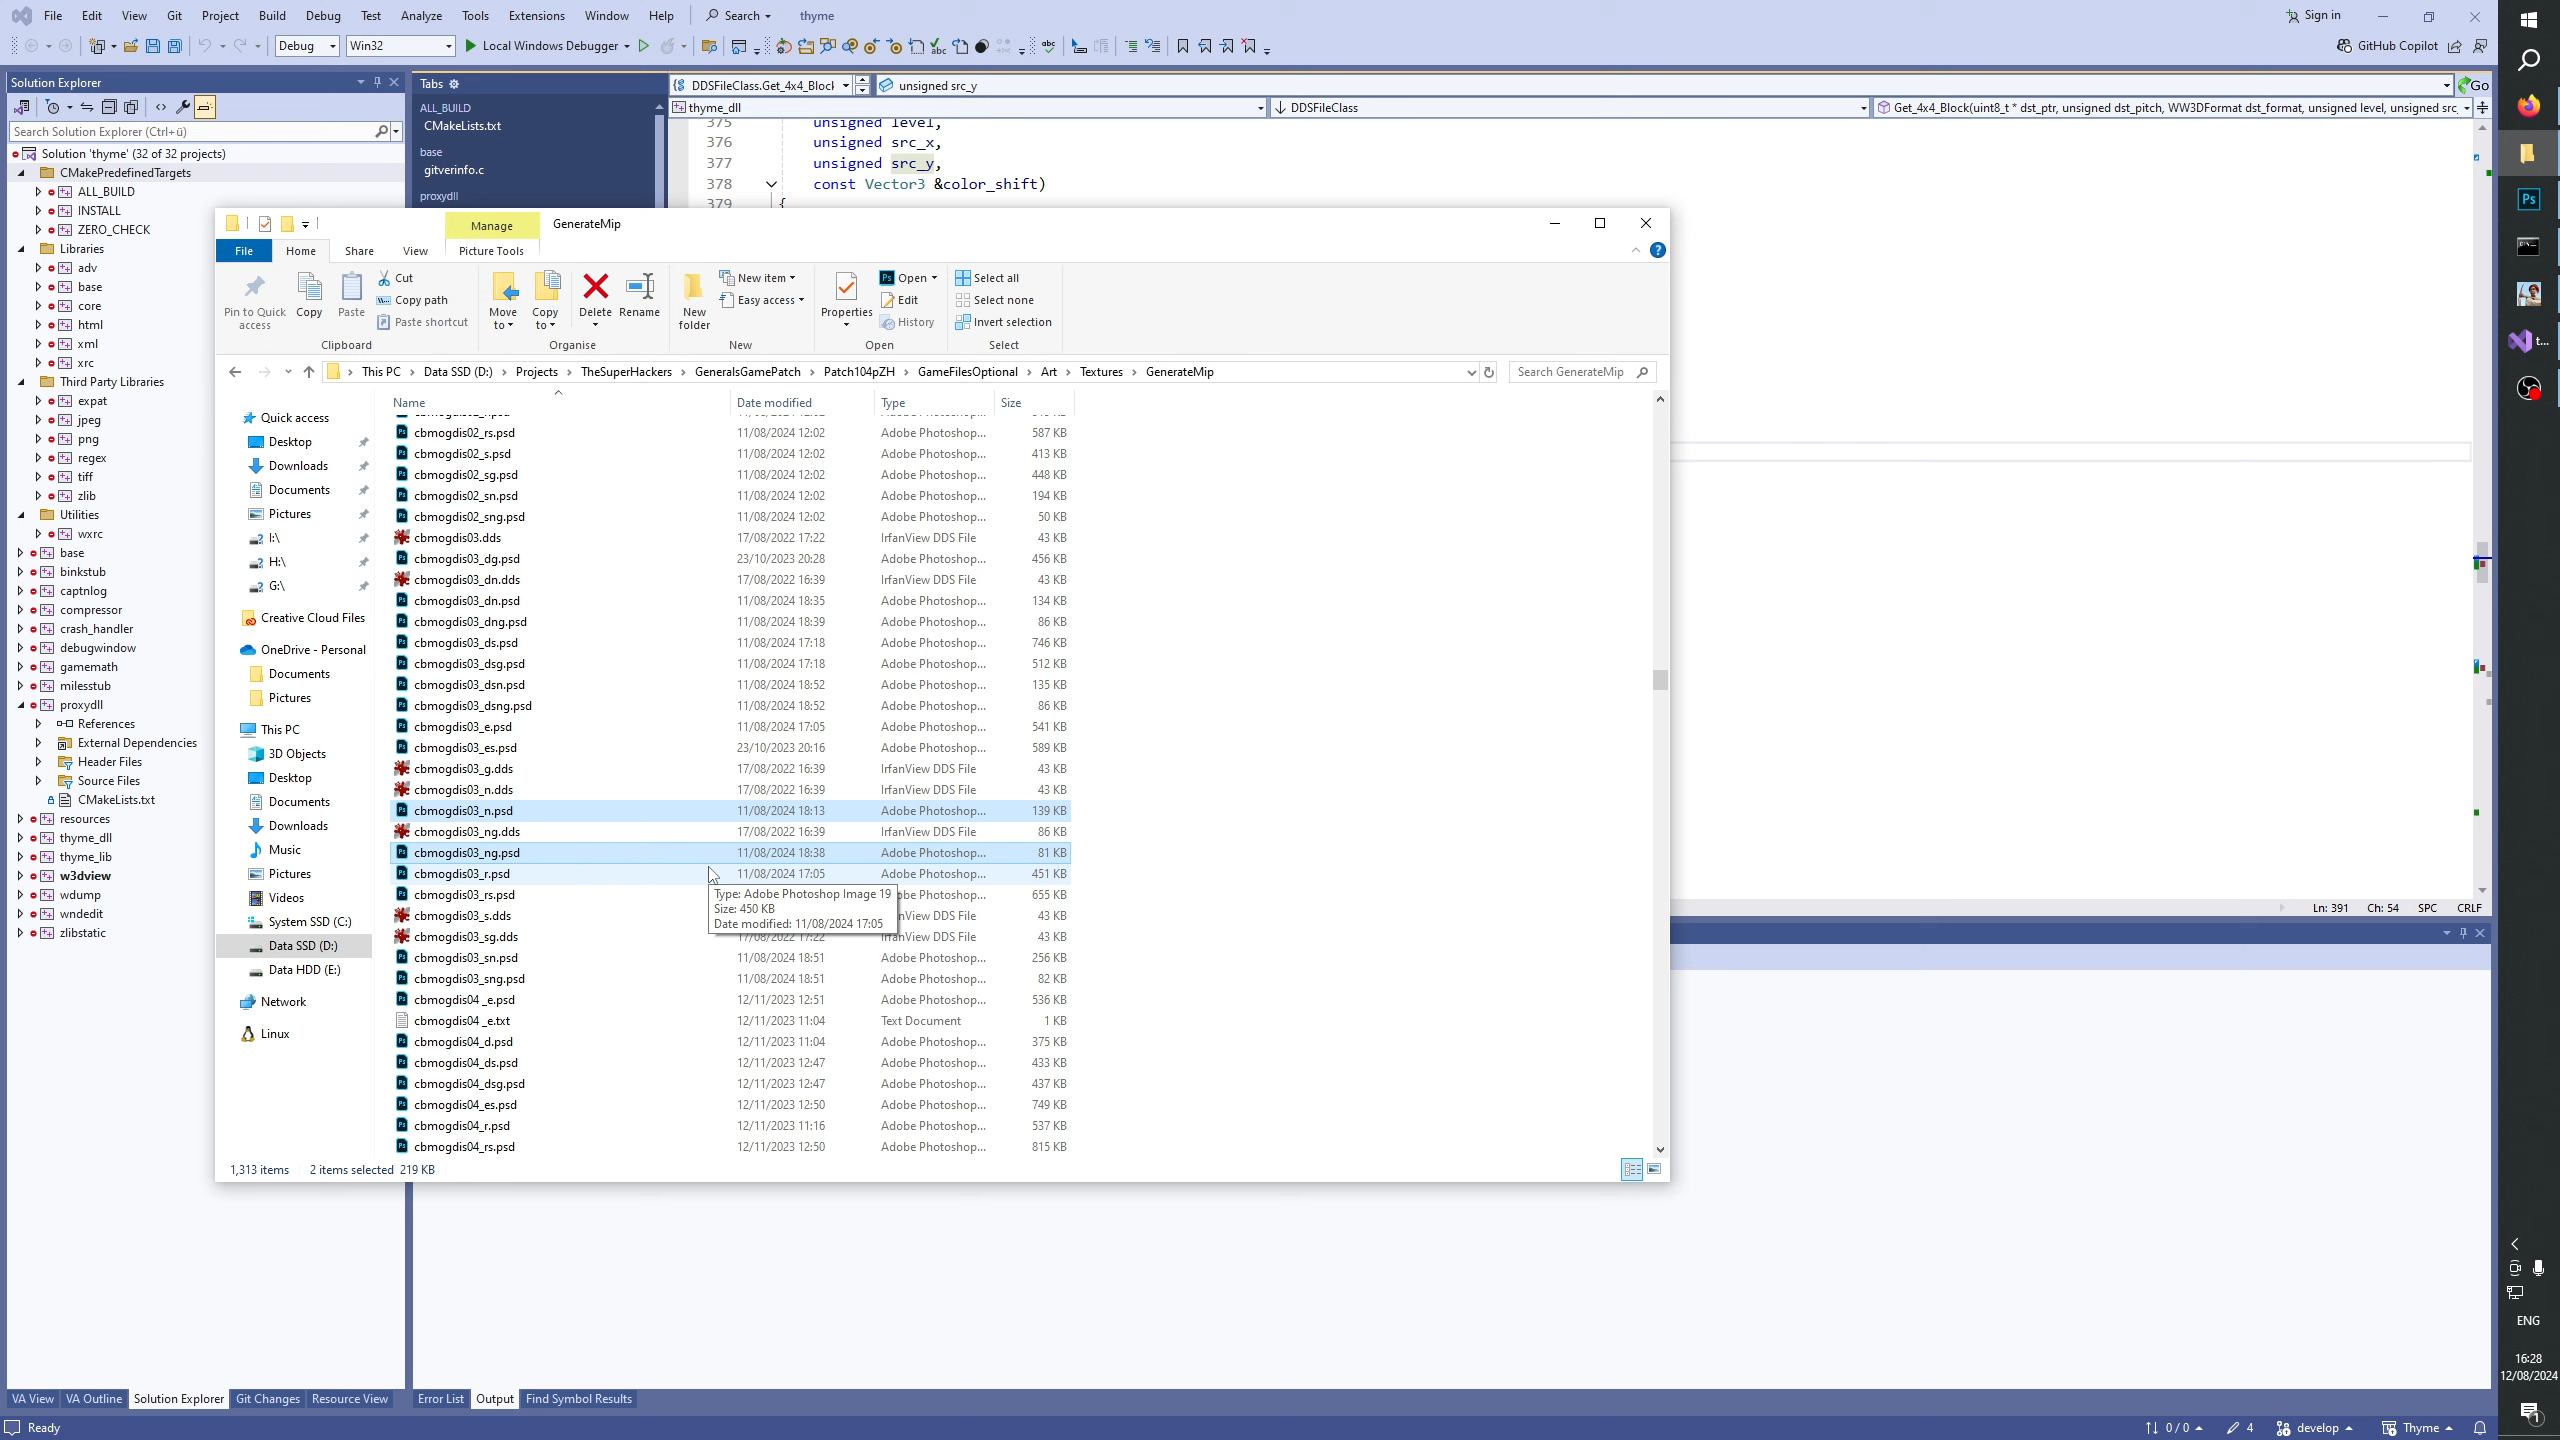 File Edit View Git Project Build Debug Test Analyze Tools Extensions Window Help Search thyme Sign in
Debug Win32 Local Windows Debugger GitHub Copilot
Solution Explorer
Search Solution Explorer (Ctrl+ü)
Solution 'thyme' (32 of 32 projects)
CMakePredefinedTargets
ALL_BUILD
INSTALL
ZERO_CHECK
Libraries
adv
base
core
html
xml
xrc
Third Party Libraries
expat
jpeg
png
regex
tiff
zlib
Utilities
wxrc
base
binkstub
captnlog
compressor
crash_handler
debugwindow
gamemath
milesstub
proxydll
References
External Dependencies
Header Files
Source Files
CMakeLists.txt
resources
thyme_dll
thyme_lib
w3dview
wdump
wndedit
zlibstatic
Tabs
ALL_BUILD
CMakeLists.txt
base
gitverinfo.c
proxydll
DDSFileClass.Get_4x4_Block unsigned src_y Go
thyme_dll DDSFileClass Get_4x4_Block(uint8_t * dst_ptr, unsigned dst_pitch, WW3DFormat dst_format, unsigned level, unsigned src_
375 unsigned level,
376 unsigned src_x,
377 unsigned src_y,
378 const Vector3 &color_shift)
379 {
Manage GenerateMip
File Home Share View Picture Tools
Pin to Quick access
Copy
Paste
Cut
Copy path
Paste shortcut
Clipboard
Move to
Copy to
Delete
Rename
Organise
New folder
New item
Easy access
New
Properties
Open
Edit
History
Open
Select all
Select none
Invert selection
Select
This PC Data SSD (D:) Projects TheSuperHackers GeneralsGamePatch Patch104pZH GameFilesOptional Art Textures GenerateMip Search GenerateMip
Quick access
Desktop
Downloads
Documents
Pictures
I:\
H:\
G:\
Creative Cloud Files
OneDrive - Personal
Documents
Pictures
This PC
3D Objects
Desktop
Documents
Downloads
Music
Pictures
Videos
System SSD (C:)
Data SSD (D:)
Data HDD (E:)
Network
Linux
Name Date modified Type Size
cbmogdis02_rs.psd 11/08/2024 12:02 Adobe Photoshop... 587 KB
cbmogdis02_s.psd 11/08/2024 12:02 Adobe Photoshop... 413 KB
cbmogdis02_sg.psd 11/08/2024 12:02 Adobe Photoshop... 448 KB
cbmogdis02_sn.psd 11/08/2024 12:02 Adobe Photoshop... 194 KB
cbmogdis02_sng.psd 11/08/2024 12:02 Adobe Photoshop... 50 KB
cbmogdis03.dds 17/08/2022 17:22 IrfanView DDS File 43 KB
cbmogdis03_dg.psd 23/10/2023 20:28 Adobe Photoshop... 456 KB
cbmogdis03_dn.dds 17/08/2022 16:39 IrfanView DDS File 43 KB
cbmogdis03_dn.psd 11/08/2024 18:35 Adobe Photoshop... 134 KB
cbmogdis03_dng.psd 11/08/2024 18:39 Adobe Photoshop... 86 KB
cbmogdis03_ds.psd 11/08/2024 17:18 Adobe Photoshop... 746 KB
cbmogdis03_dsg.psd 11/08/2024 17:18 Adobe Photoshop... 512 KB
cbmogdis03_dsn.psd 11/08/2024 18:52 Adobe Photoshop... 135 KB
cbmogdis03_dsng.psd 11/08/2024 18:52 Adobe Photoshop... 86 KB
cbmogdis03_e.psd 11/08/2024 17:05 Adobe Photoshop... 541 KB
cbmogdis03_es.psd 23/10/2023 20:16 Adobe Photoshop... 589 KB
cbmogdis03_g.dds 17/08/2022 16:39 IrfanView DDS File 43 KB
cbmogdis03_n.dds 17/08/2022 16:39 IrfanView DDS File 43 KB
cbmogdis03_n.psd 11/08/2024 18:13 Adobe Photoshop... 139 KB
cbmogdis03_ng.dds 17/08/2022 16:39 IrfanView DDS File 86 KB
cbmogdis03_ng.psd 11/08/2024 18:38 Adobe Photoshop... 81 KB
cbmogdis03_r.psd 11/08/2024 17:05 Adobe Photoshop... 451 KB
cbmogdis03_rs.psd 655 KB
cbmogdis03_s.dds 43 KB
cbmogdis03_sg.dds 17/08/2022 17:22 IrfanView DDS File 43 KB
cbmogdis03_sn.psd 11/08/2024 18:51 Adobe Photoshop... 256 KB
cbmogdis03_sng.psd 11/08/2024 18:51 Adobe Photoshop... 82 KB
cbmogdis04 _e.psd 12/11/2023 12:51 Adobe Photoshop... 536 KB
cbmogdis04 _e.txt 12/11/2023 11:04 Text Document 1 KB
cbmogdis04_d.psd 12/11/2023 11:04 Adobe Photoshop... 375 KB
cbmogdis04_ds.psd 12/11/2023 12:47 Adobe Photoshop... 433 KB
cbmogdis04_dsg.psd 12/11/2023 12:47 Adobe Photoshop... 437 KB
cbmogdis04_es.psd 12/11/2023 12:50 Adobe Photoshop... 749 KB
cbmogdis04_r.psd 12/11/2023 11:16 Adobe Photoshop... 537 KB
cbmogdis04_rs.psd 12/11/2023 12:50 Adobe Photoshop... 815 KB
Type: Adobe Photoshop Image 19
Size: 450 KB
Date modified: 11/08/2024 17:05
1,313 items 2 items selected 219 KB
Ln: 391 Ch: 54 SPC CRLF
VA View VA Outline Solution Explorer Git Changes Resource View Error List Output Find Symbol Results
Ready 0 / 0 4 develop Thyme
Ps
t...
ENG
16:28
12/08/2024
1